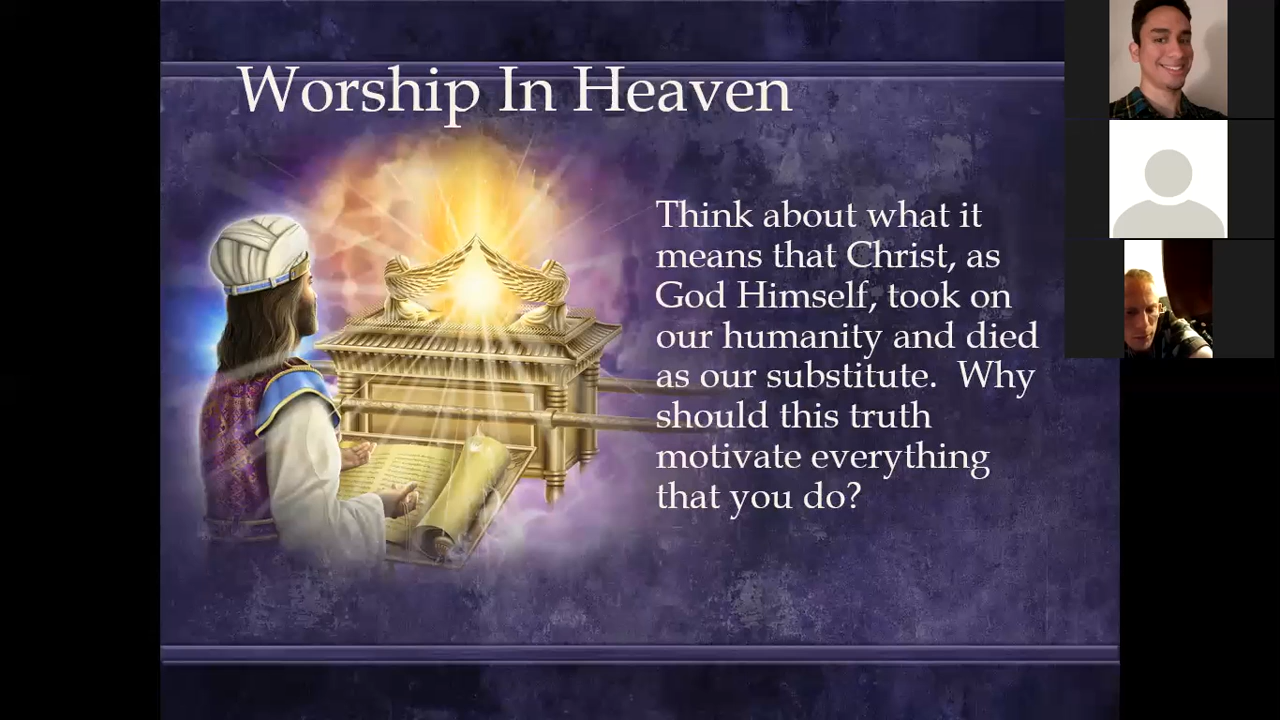 Worship In Heaven
Think about what it
means that Christ, as
God Himself, took on
our humanity and died
as our substitute.  Why
should this truth
motivate everything
that you do?